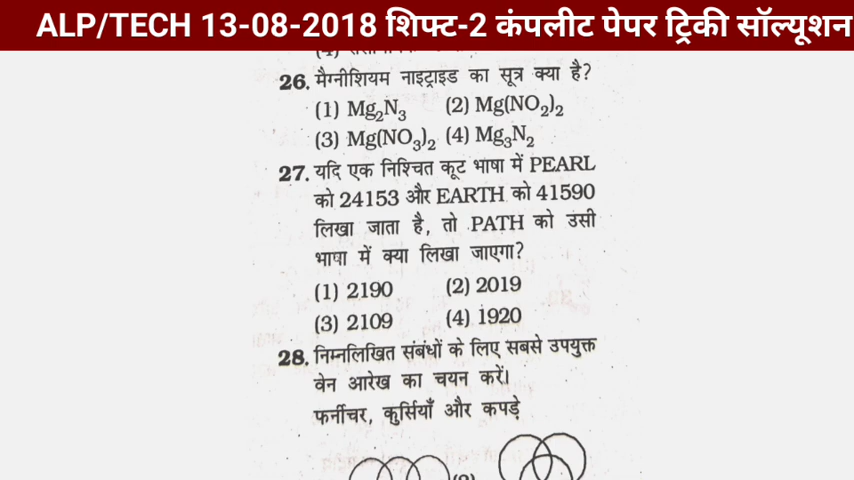 ALP/TECH 13-08-2018 शिफ्ट-2 कंपलीट पेपर ट्रिकी सॉल्यूशन
26. मैग्नीशियम नाइट्राइड का सूत्र क्या है?
(1) Mg₂N₃ (2) Mg(NO₂)₂
(3) Mg(NO₃)₂ (4) Mg₃N₂
27. यदि एक निश्चित कूट भाषा में PEARL
को 24153 और EARTH को 41590
लिखा जाता है, तो PATH को उसी
भाषा में क्या लिखा जाएगा?
(1) 2190 (2) 2019
(3) 2109 (4) 1920
28. निम्नलिखित संबंधों के लिए सबसे उपयुक्त
वेन आरेख का चयन करें।
फर्नीचर, कुर्सियाँ और कपड़े